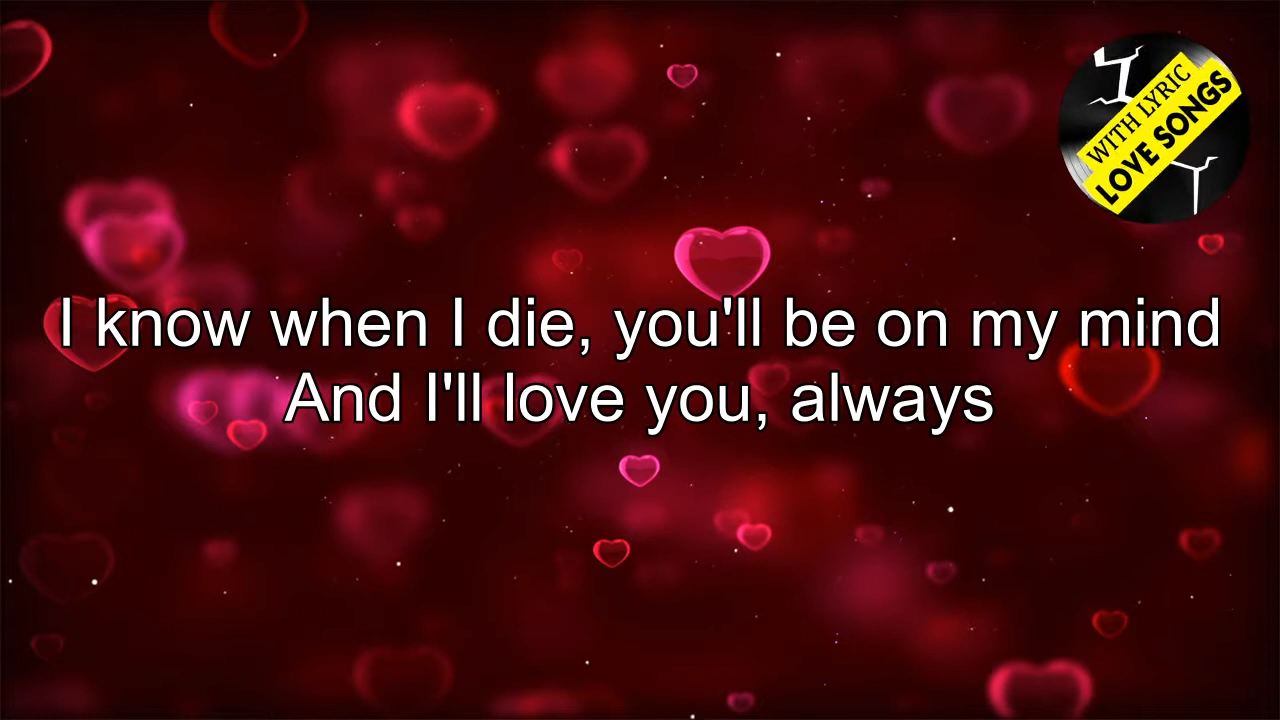 WITH LYRIC
LOVE SONGS
I know when I die, you'll be on my mind
And I'll love you, always